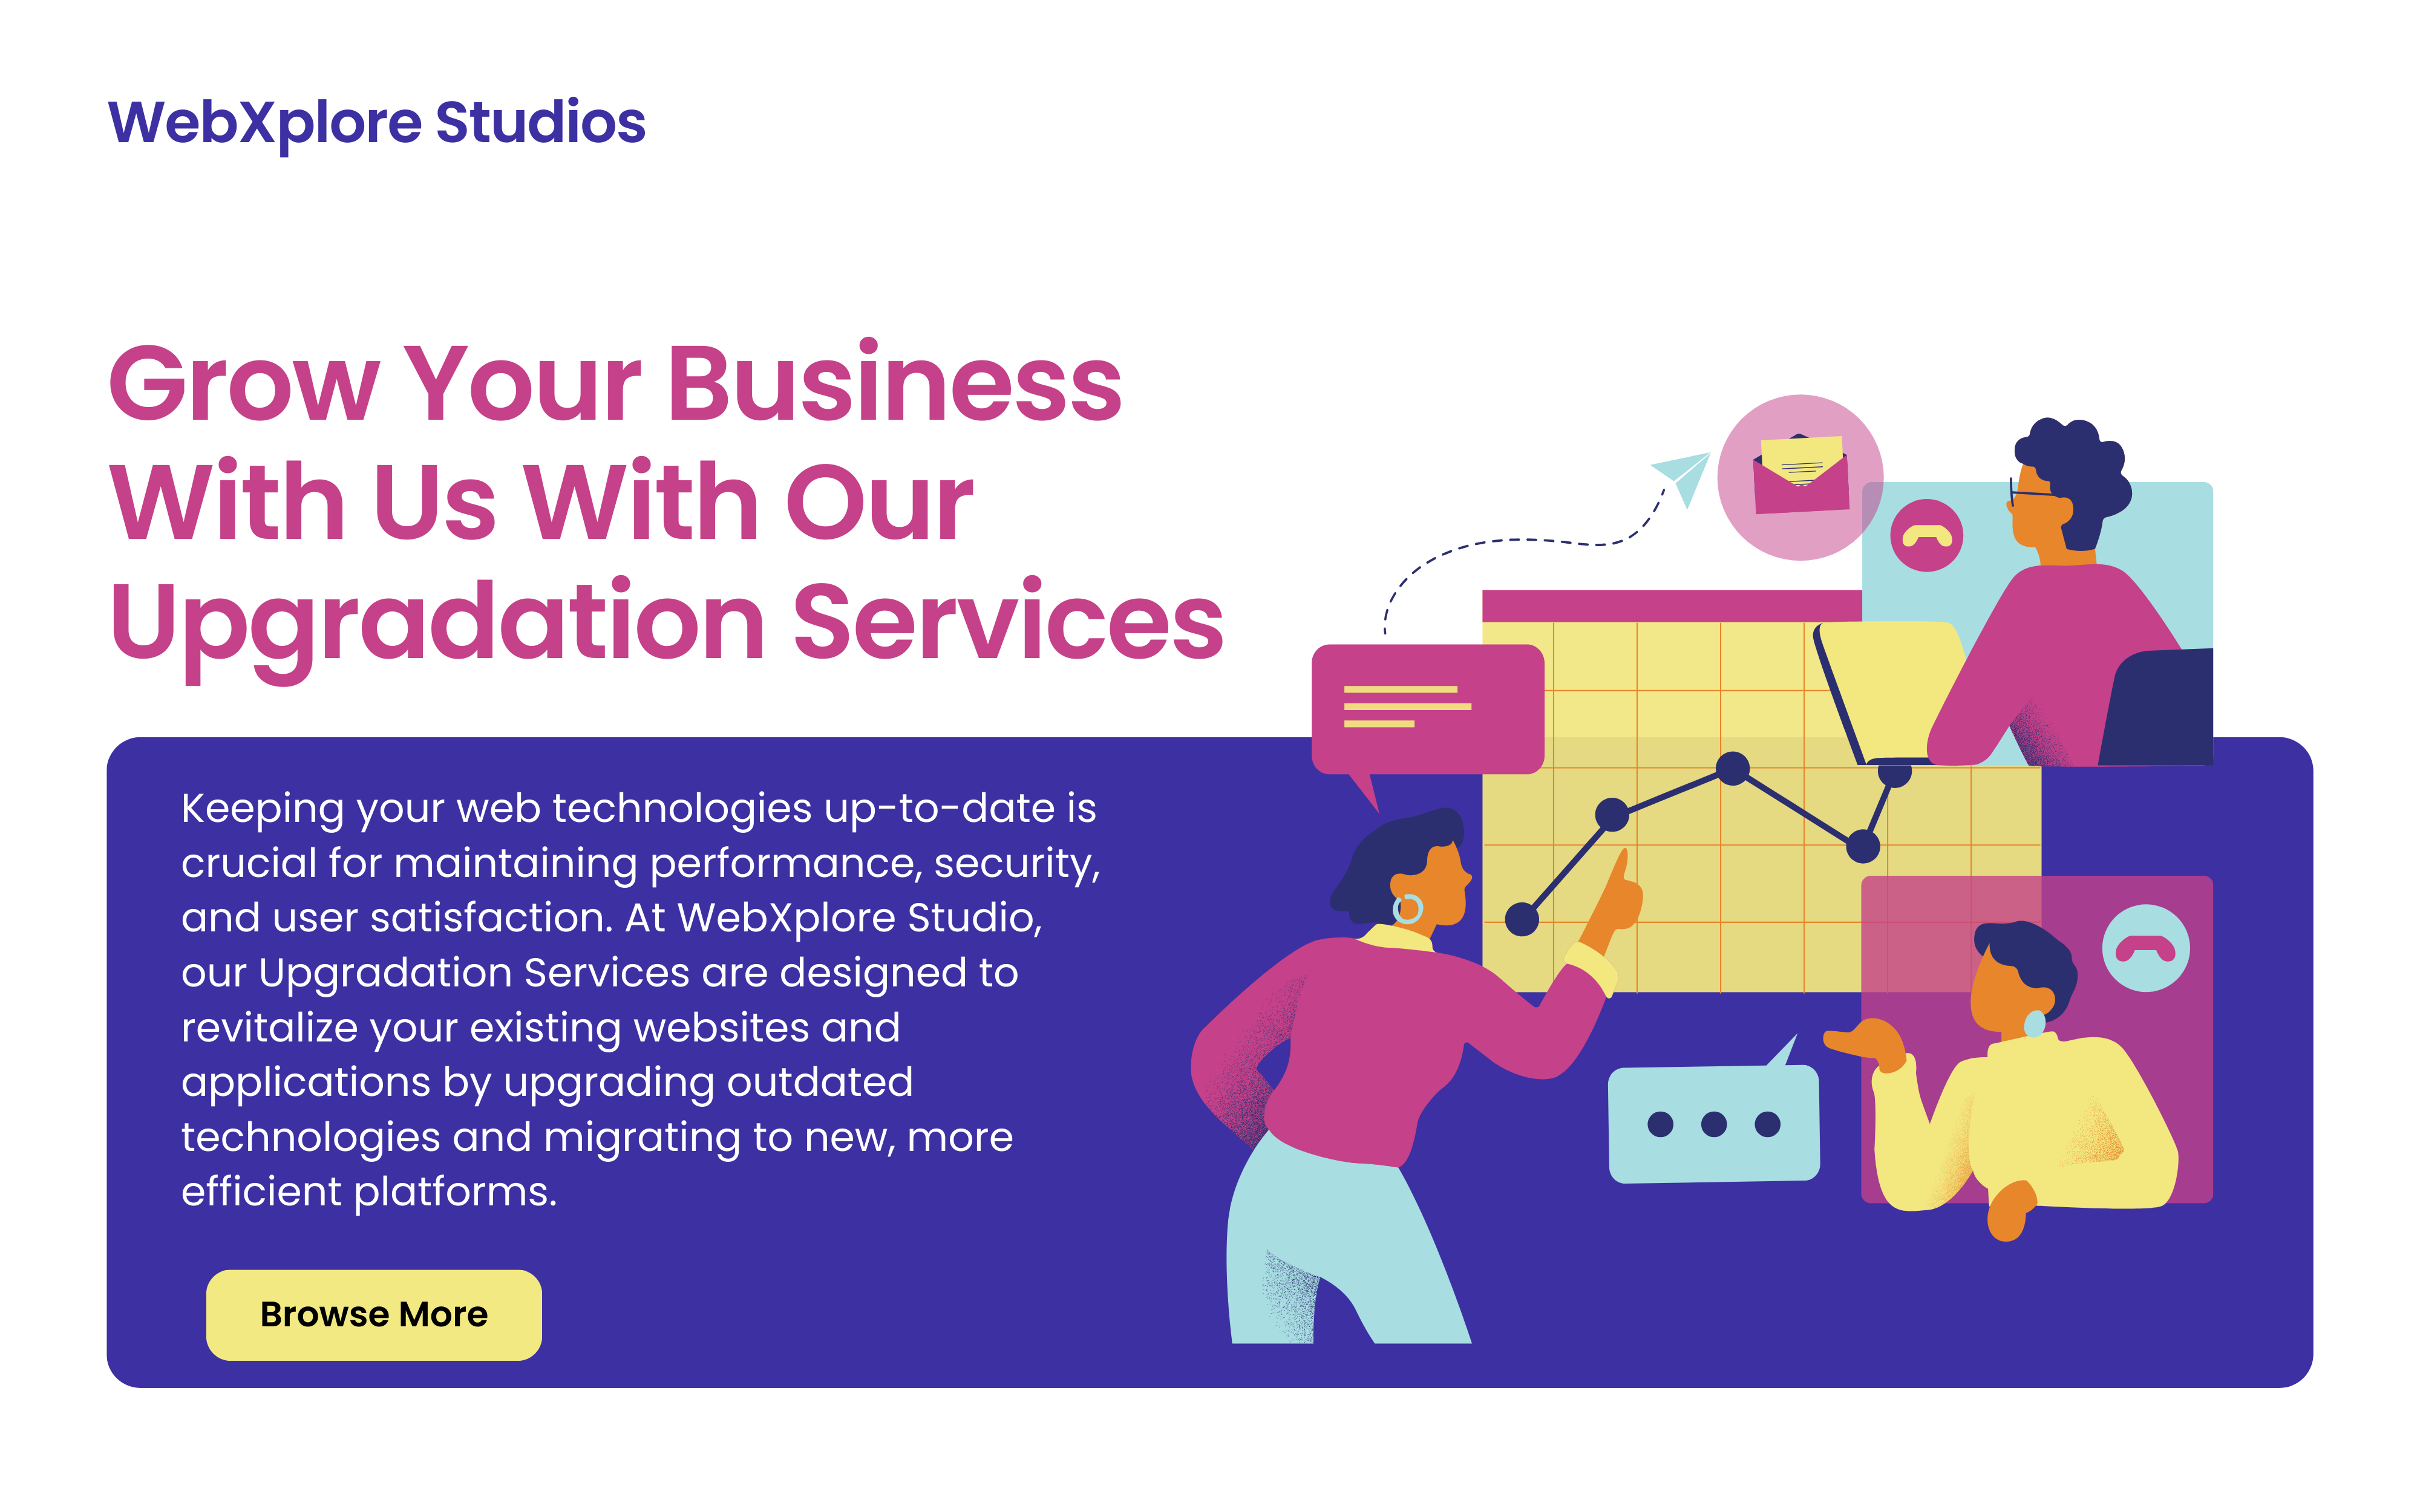 WebXplore Studios
Grow Your Business
With Us With Our
Upgradation Services
Keeping your web technologies up-to-date is
crucial for maintaining performance, security,
and user satisfaction. At WebXplore Studio,
our Upgradation Services are designed to
revitalize your existing websites and
applications by upgrading outdated
technologies and migrating to new, more
efficient platforms.
Browse More